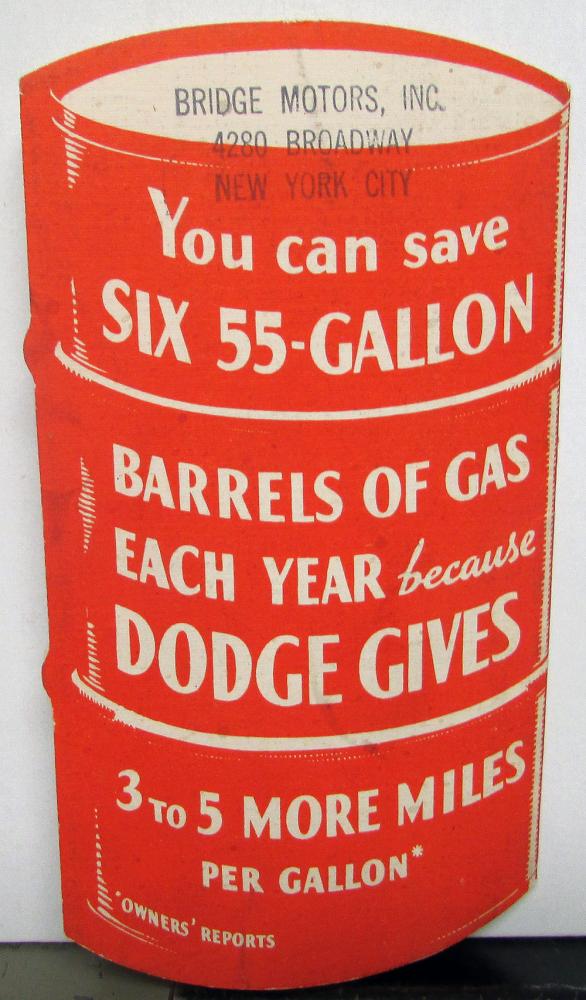 BRIDGE MOTORS, INC.
4280 BROADWAY
NEW YORK CITY
You can save
SIX 55-GALLON
BARRELS OF GAS
EACH YEAR because
DODGE GIVES
3 TO 5 MORE MILES
PER GALLON*
'OWNERS' REPORTS